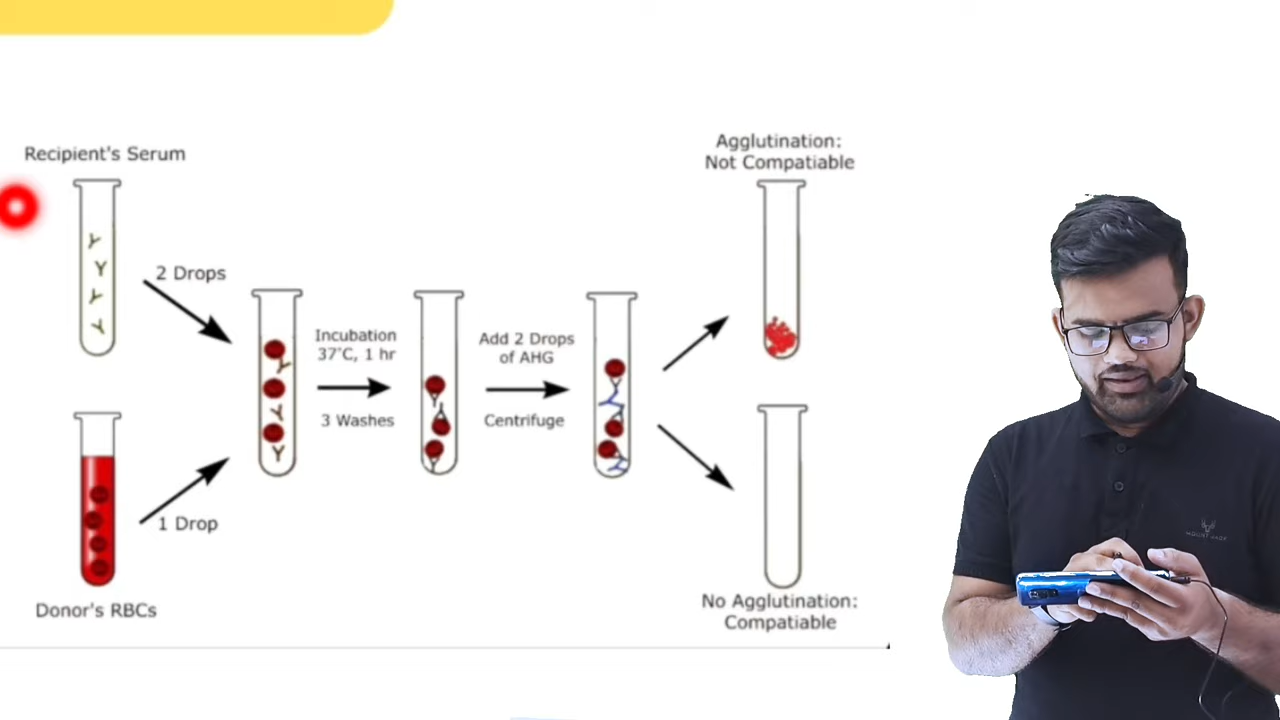 Recipient's Serum
2 Drops
1 Drop
Donor's RBCs
Incubation
37°C, 1 hr
3 Washes
Add 2 Drops
of AHG
Centrifuge
Agglutination:
Not Compatiable
No Agglutination:
Compatiable